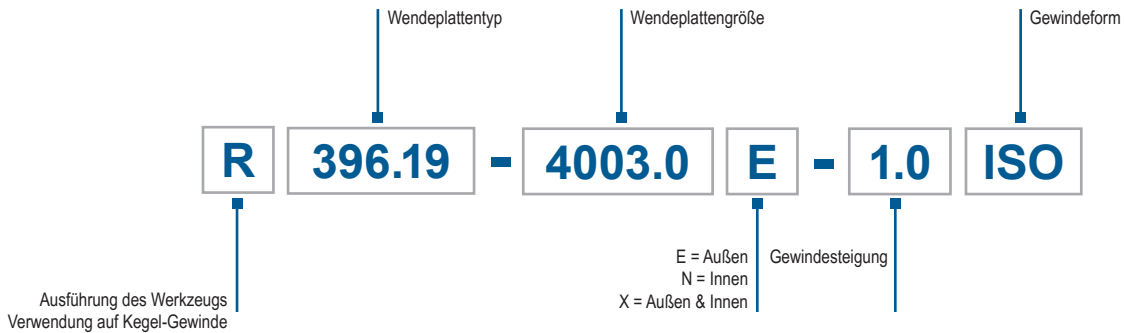 Wendeplattentyp
Wendeplattengröße
Gewindeform
R 396.19 - 4003.0 E - 1.0 ISO
E = Außen
N = Innen
X = Außen & Innen
Gewindesteigung
Ausführung des Werkzeugs
Verwendung auf Kegel-Gewinde